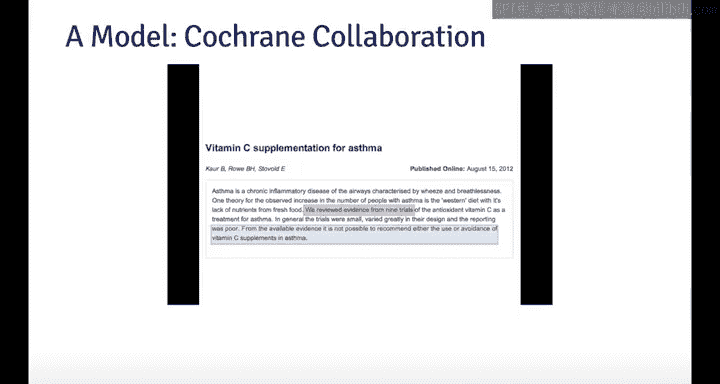 A Model: Cochrane Collaboration
Vitamin C supplementation for asthma
Kaur B, Rowe BH, Stovold E Published Online: August 15, 2012
Asthma is a chronic inflammatory disease of the airways characterised by wheeze and breathlessness.
One theory for the observed increase in the number of people with asthma is the 'western' diet with it's
lack of nutrients from fresh food. We reviewed evidence from nine trials of the antioxidant vitamin C as a
treatment for asthma. In general the trials were small, varied greatly in their design and the reporting
was poor. From the available evidence it is not possible to recommend either the use or avoidance of
vitamin C supplements in asthma.